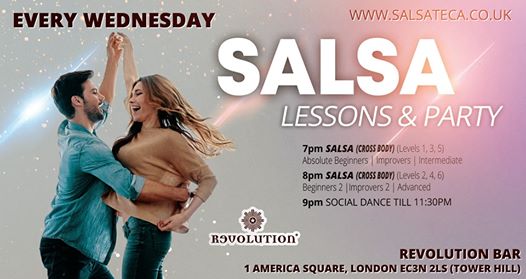 EVERY WEDNESDAY
WWW.SALSATECA.CO.UK
SALSA
LESSONS & PARTY
7pm SALSA (CROSS BODY) (Levels 1, 3, 5)
Absolute Beginners | Improvers | Intermediate
8pm SALSA (CROSS BODY) (Levels 2, 4, 6)
Beginners 2 |Improvers 2 | Advanced
9pm SOCIAL DANCE TILL 11:30PM
REVOLUTION
REVOLUTION BAR
1 AMERICA SQUARE, LONDON EC3N 2LS (TOWER HILL)